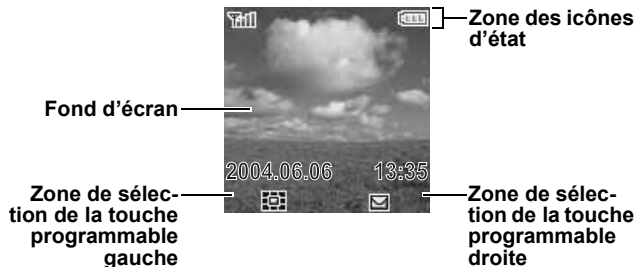 Zone des icônes
d'état
Fond d'écran
2004.06.06 13:35
Zone de sélec-
tion de la touche
programmable
gauche
Zone de sélec-
tion de la touche
programmable
droite